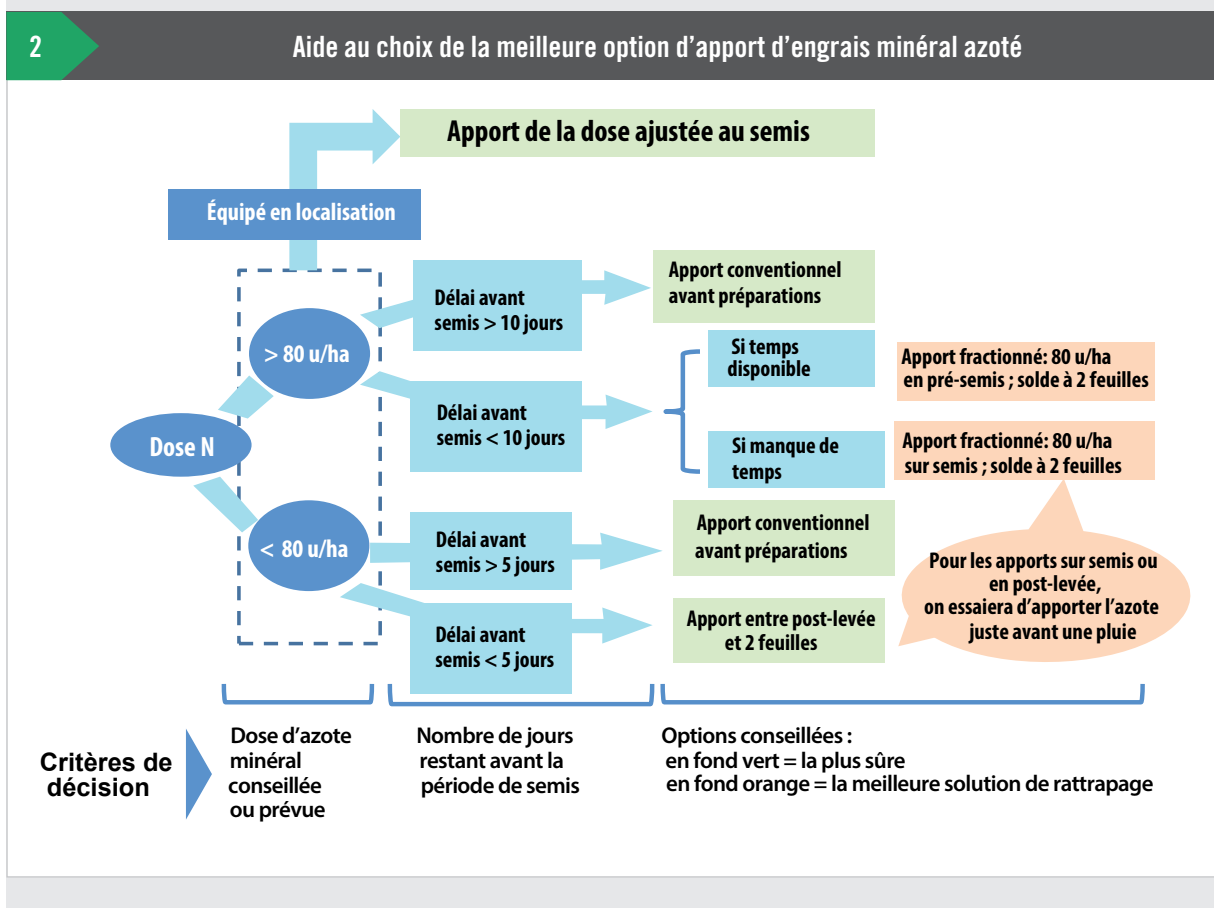 2
Aide au choix de la meilleure option d'apport d'engrais minéral azoté
Apport de la dose ajustée au semis
Équipé en localisation
Délai avant
semis > 10 jours
Apport conventionnel
avant préparations
> 80 u/ha
Si temps
disponible
Apport fractionné: 80 u/ha
en pré-semis ; solde à 2 feuilles
Délai avant
semis < 10 jours
Dose N
Si manque de
temps
Apport fractionné: 80 u/ha
sur semis ; solde à 2 feuilles
< 80 u/ha
Délai avant
semis > 5 jours
Apport conventionnel
avant préparations
Pour les apports sur semis ou
en post-levée,
on essaiera d'apporter l'azote
juste avant une pluie
Délai avant
semis < 5 jours
Apport entre post-levée
et 2 feuilles
Critères de
décision
Dose d'azote
minéral
conseillée
ou prévue
Nombre de jours
restant avant la
période de semis
Options conseillées :
en fond vert = la plus sûre
en fond orange = la meilleure solution de rattrapage